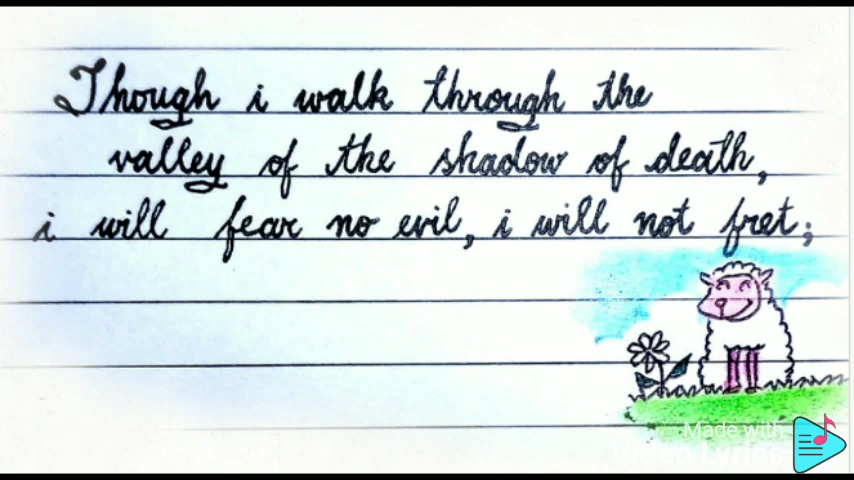 Though i walk through the
valley of the shadow of death,
i will fear no evil, i will not fret;
Made with
Video Lyrics